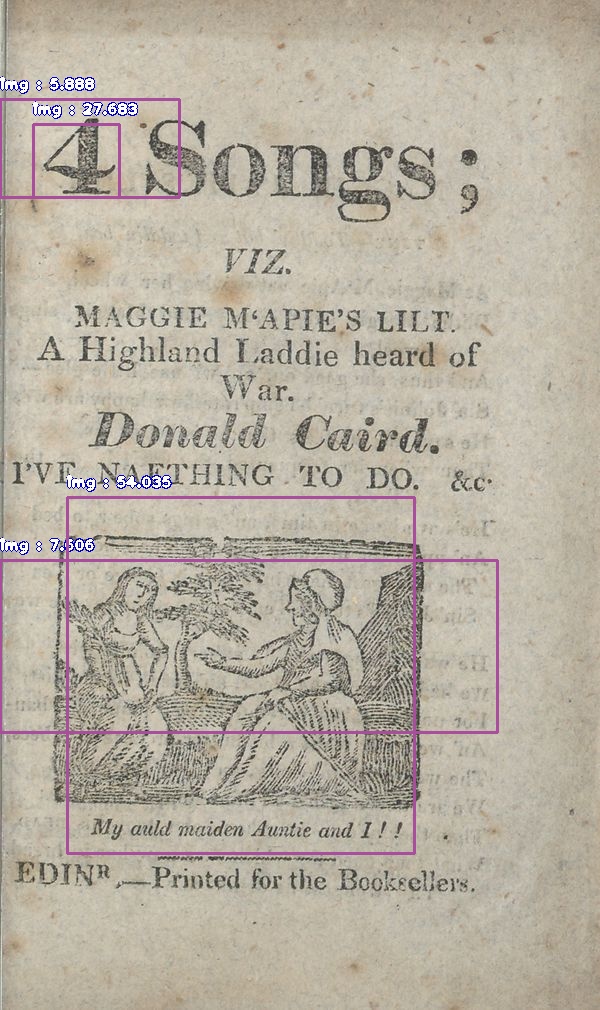 img : 5.888
img : 27.683
4 Songs ;
VIZ.
MAGGIE M‘APIE'S LILT.
A Highland Laddie heard of
War.
Donald Caird.
I'VE NAETHING TO DO. &c·
img : 54.035
img : 7.506
My auld maiden Auntie and I ! !
EDINᴿ.—Printed for the Booksellers.